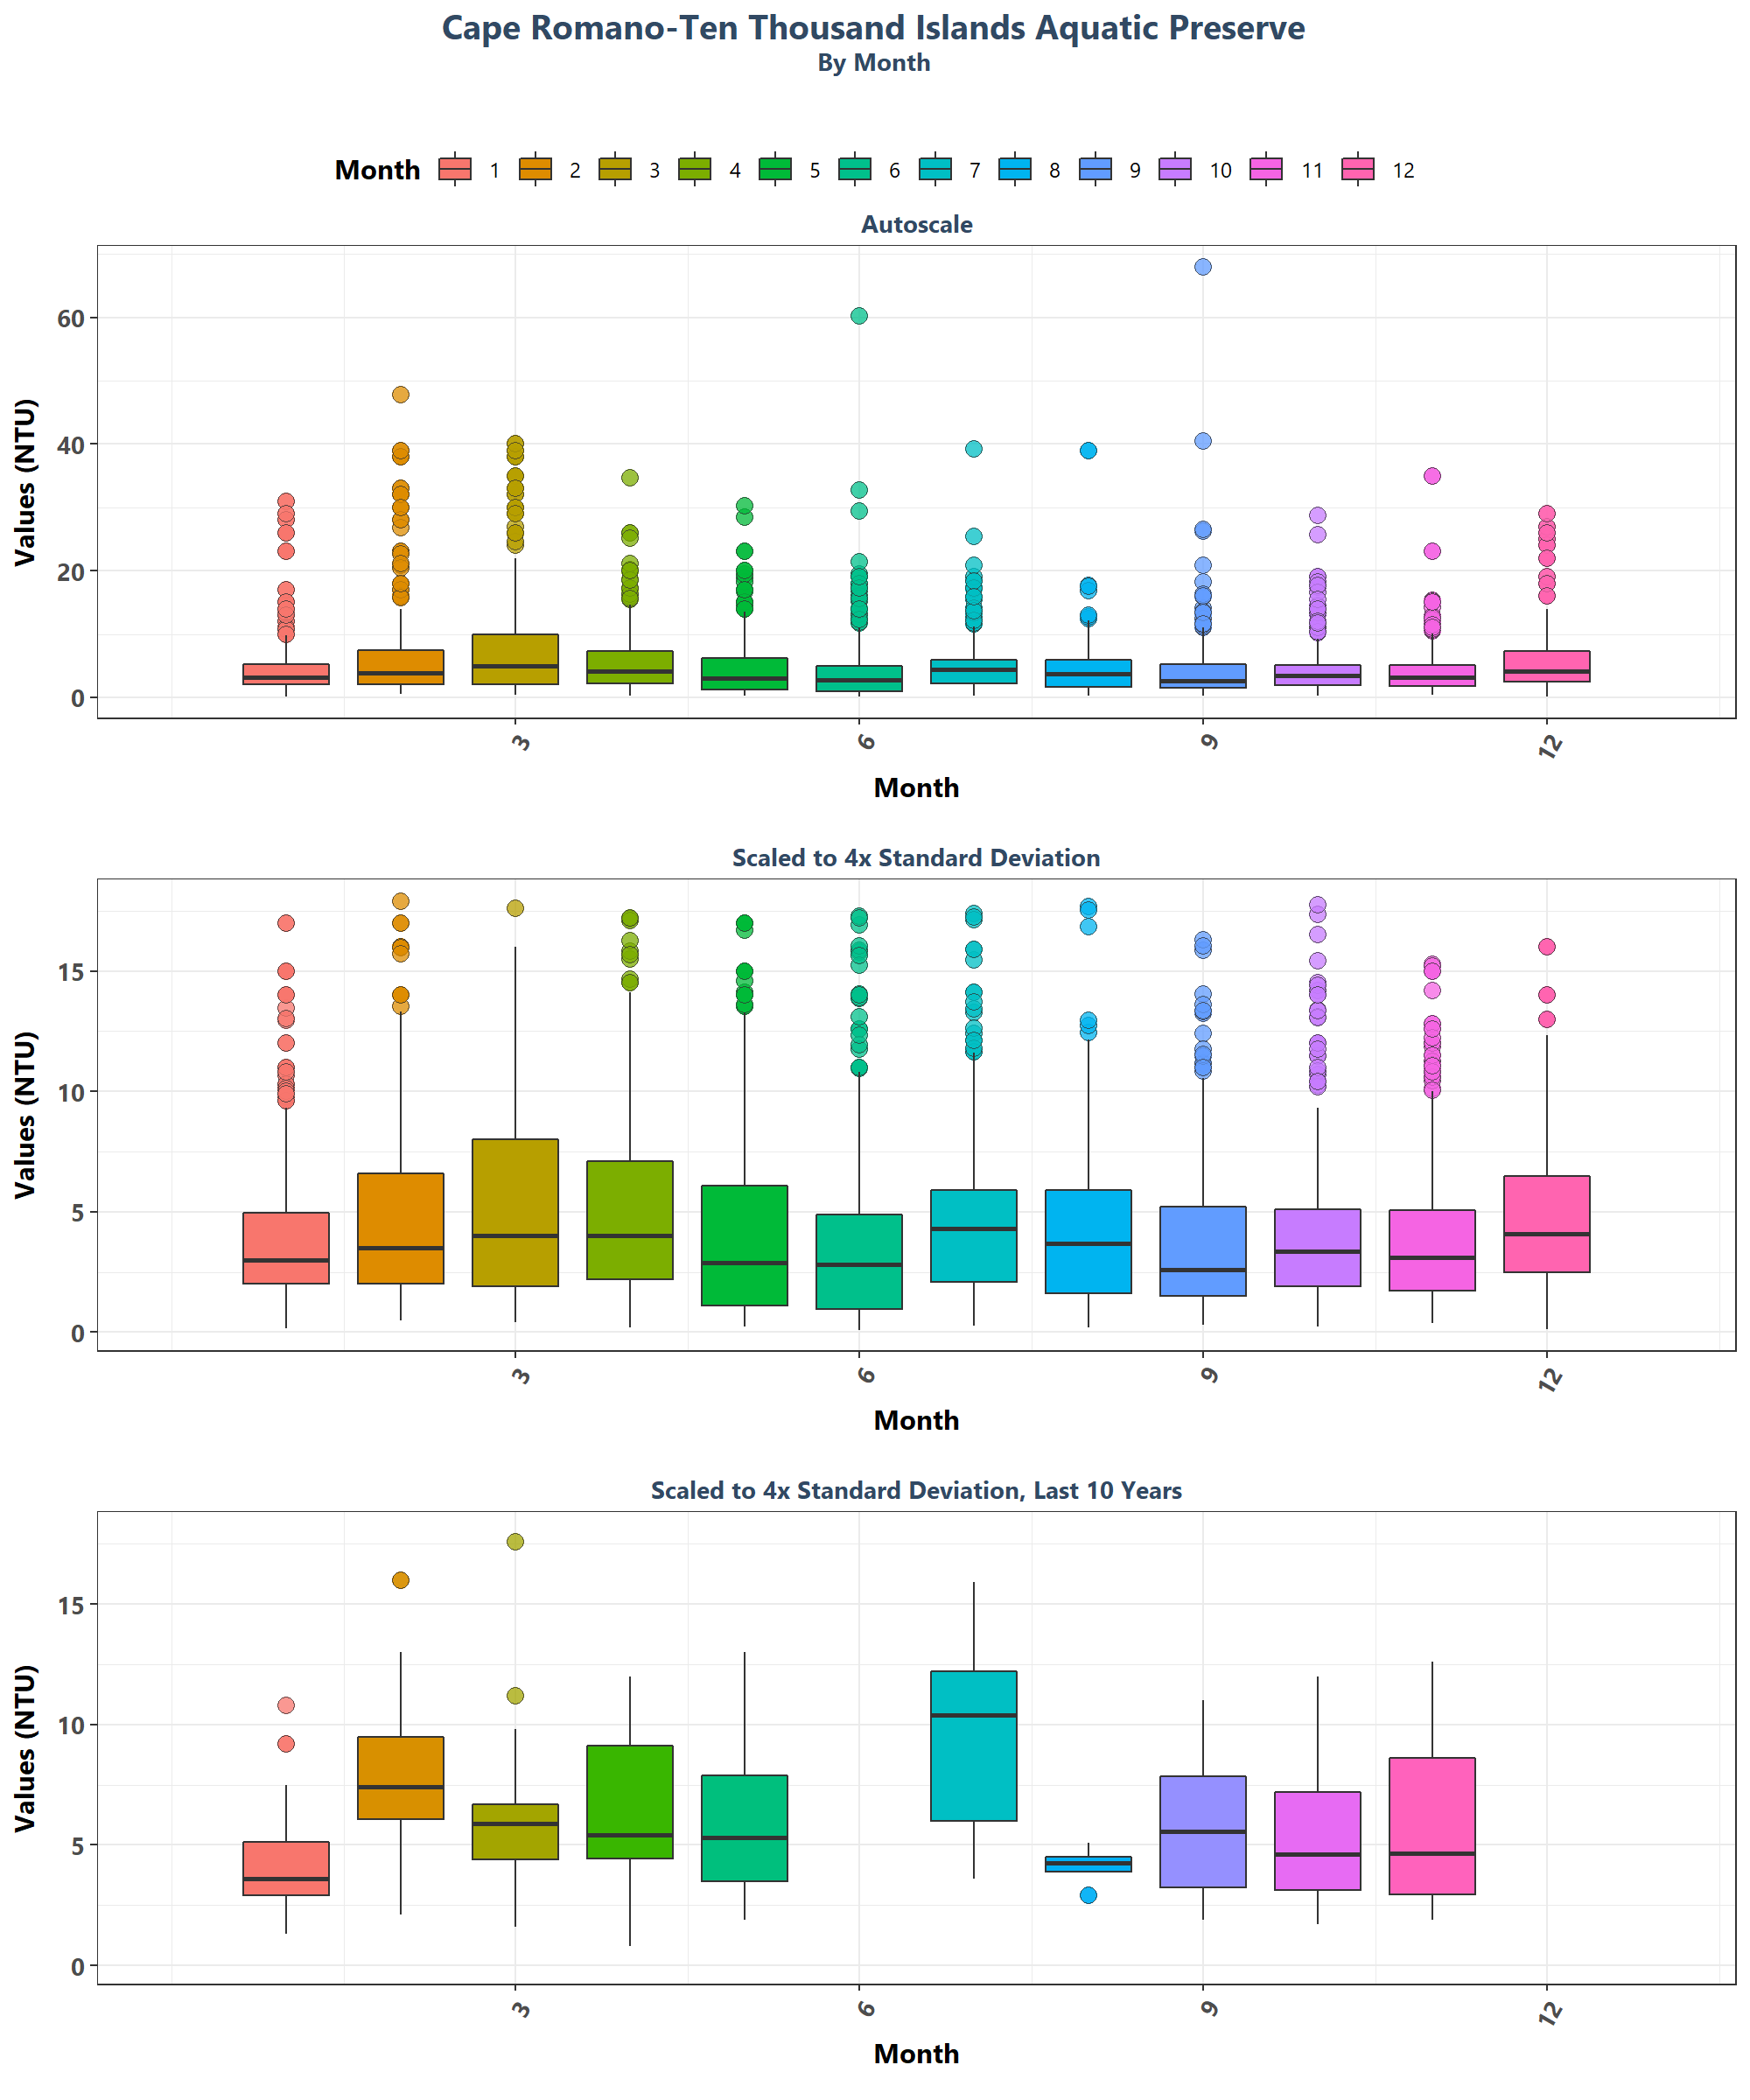 Cape Romano-Ten Thousand Islands Aquatic Preserve
By Month
Month 1 2 3 4 5 6 7 8 9 10 11 12
Autoscale
Values (NTU)
60
40
20
0
3 6 9 12
Month
Scaled to 4x Standard Deviation
Values (NTU)
15
10
5
0
3 6 9 12
Month
Scaled to 4x Standard Deviation, Last 10 Years
Values (NTU)
15
10
5
0
3 6 9 12
Month